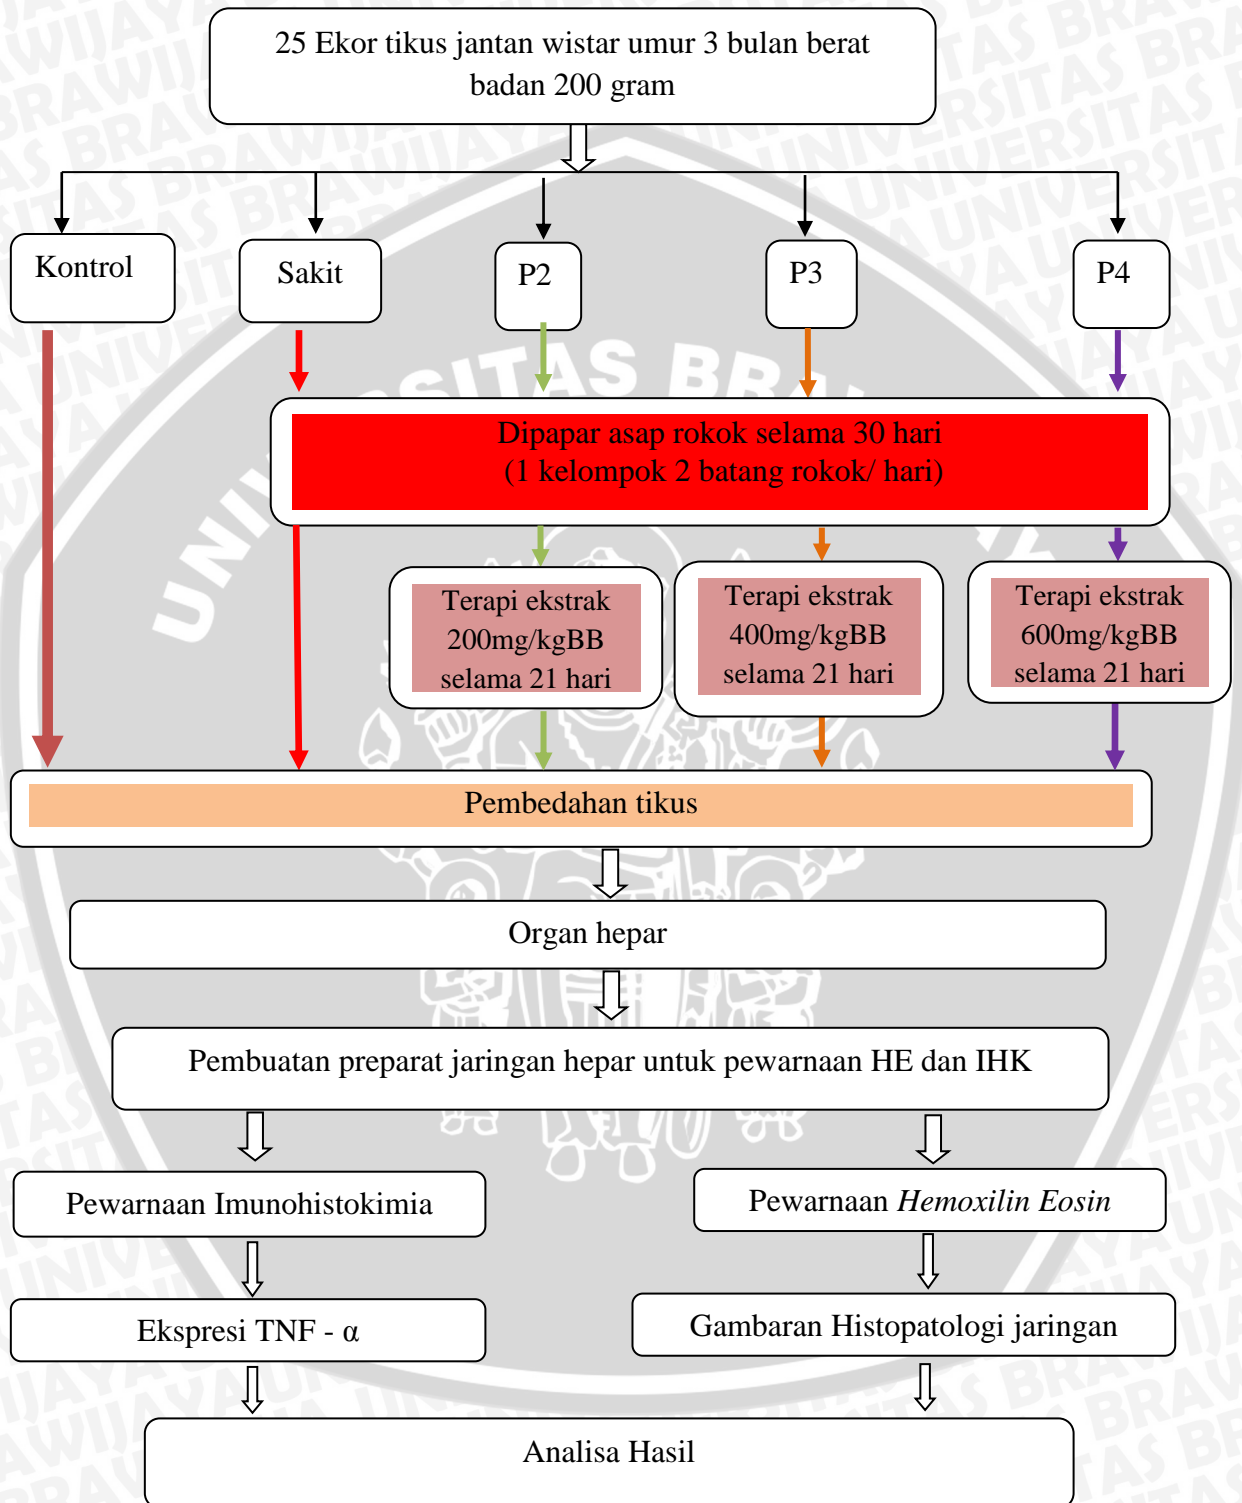 25 Ekor tikus jantan wistar umur 3 bulan berat
badan 200 gram
Kontrol
Sakit
P2
P3
P4
Dipapar asap rokok selama 30 hari
(1 kelompok 2 batang rokok/ hari)
Terapi ekstrak
200mg/kgBB
selama 21 hari
Terapi ekstrak
400mg/kgBB
selama 21 hari
Terapi ekstrak
600mg/kgBB
selama 21 hari
Pembedahan tikus
Organ hepar
Pembuatan preparat jaringan hepar untuk pewarnaan HE dan IHK
Pewarnaan Imunohistokimia
Pewarnaan Hemoxilin Eosin
Ekspresi TNF - α
Gambaran Histopatologi jaringan
Analisa Hasil